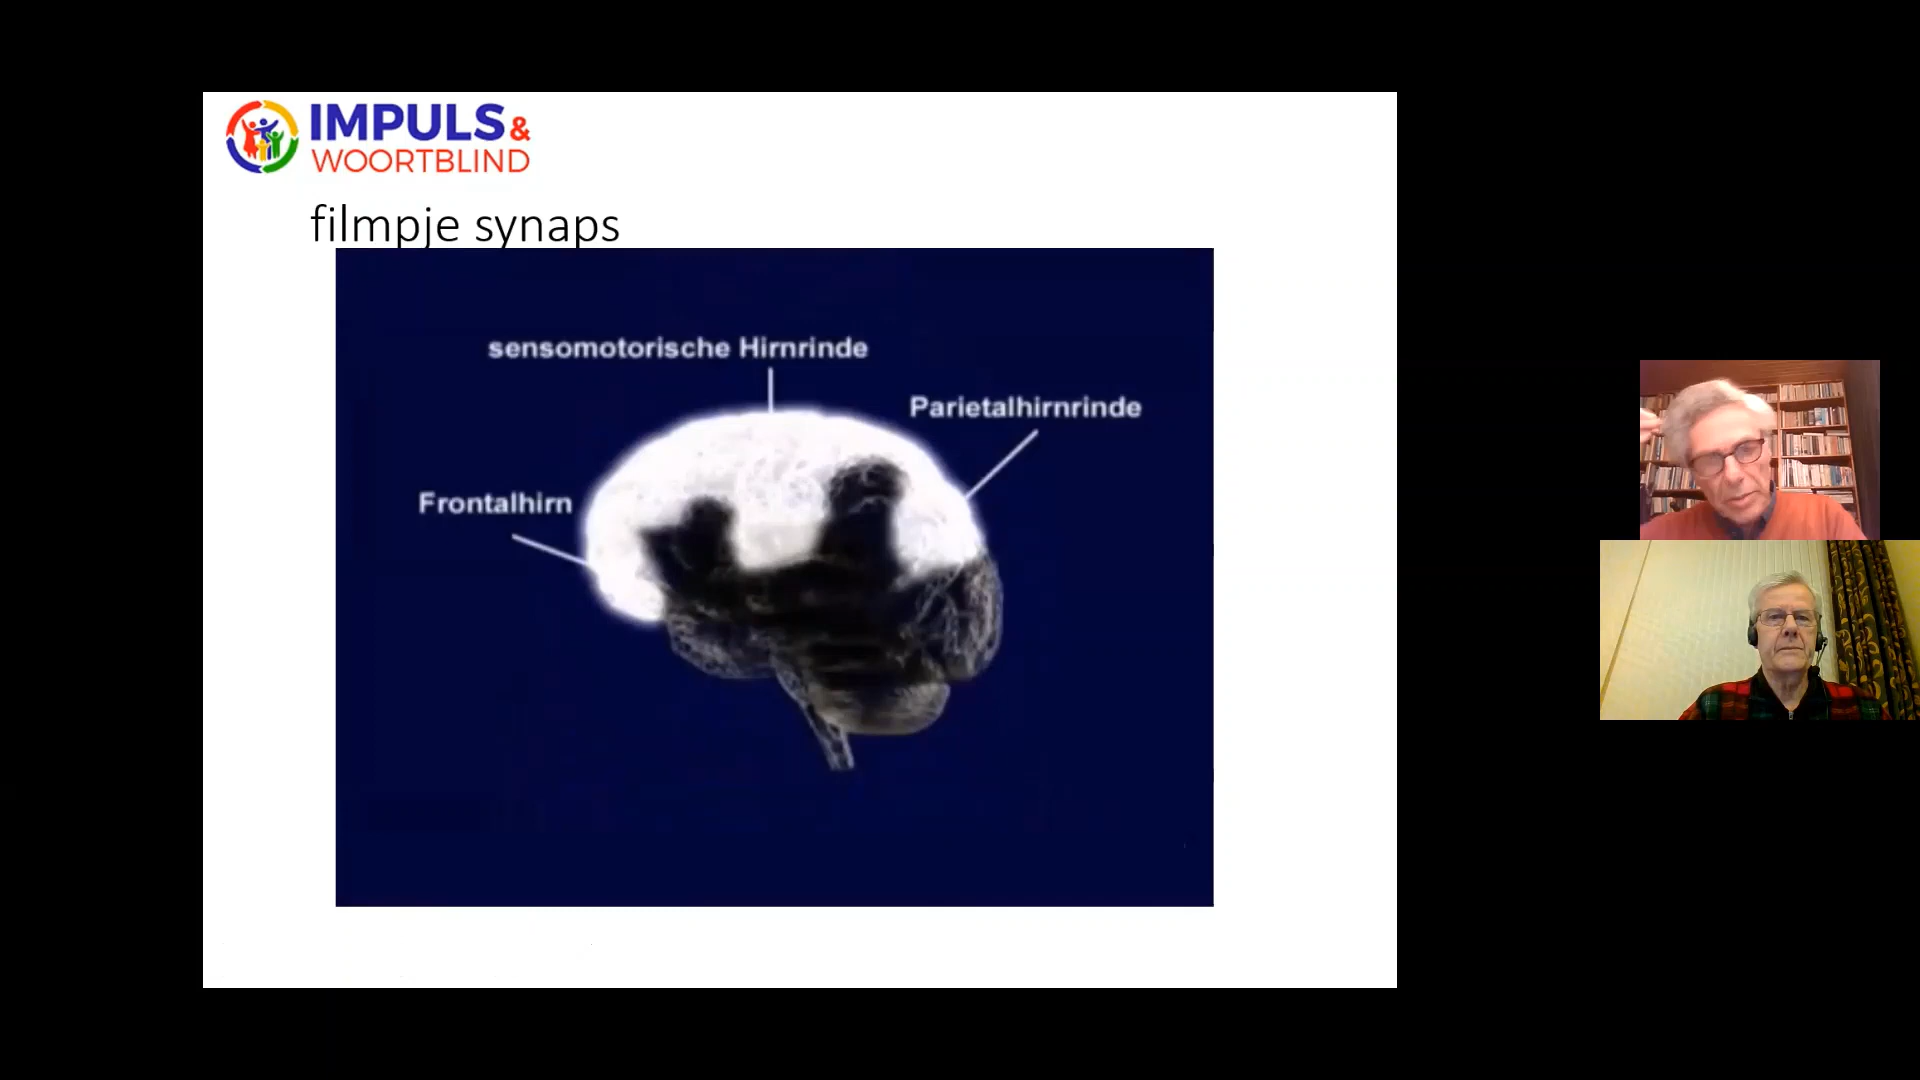 IMPULS &
WOORTBLIND
filmpje synaps
sensomotorische Hirnrinde
Parietalhirnrinde
Frontalhirn